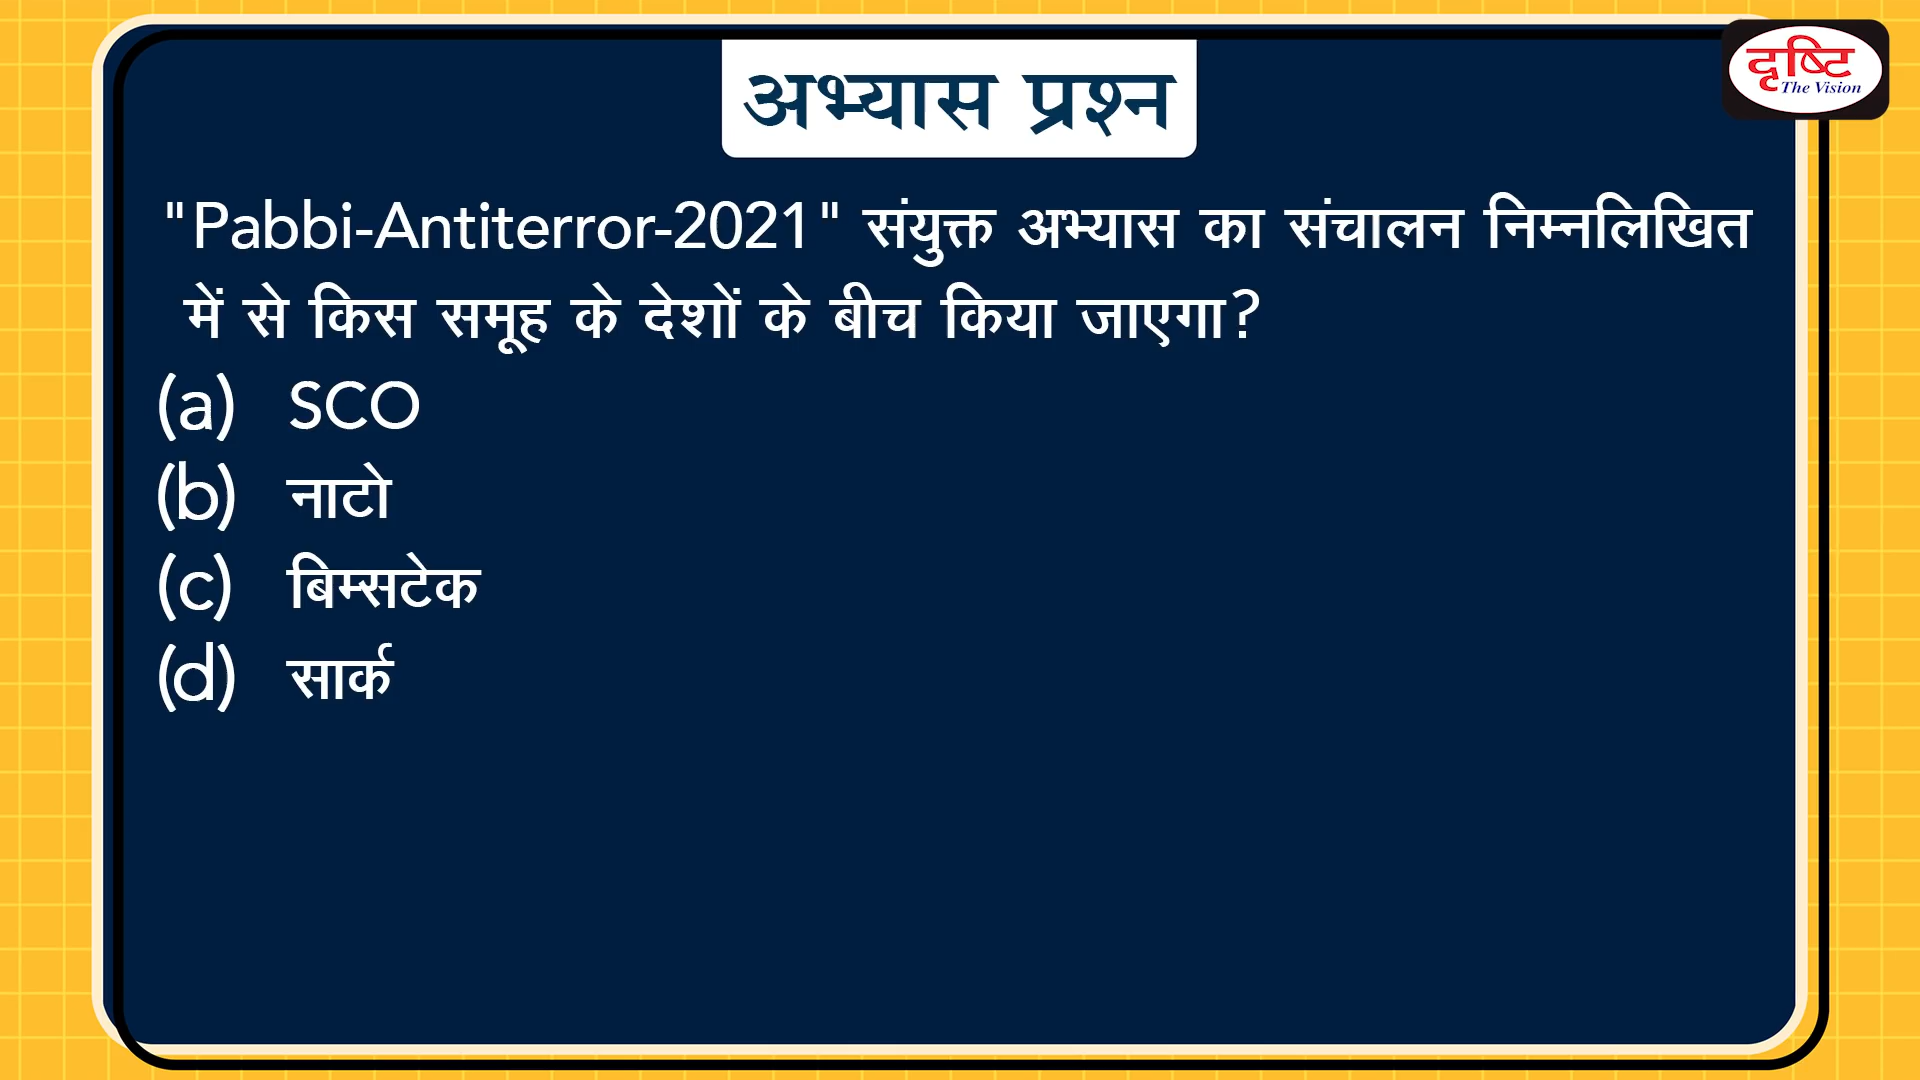 अभ्यास प्रश्न
दृष्टि
The Vision
"Pabbi-Antiterror-2021" संयुक्त अभ्यास का संचालन निम्नलिखित
में से किस समूह के देशों के बीच किया जाएगा?
(a) SCO
(b) नाटो
(c) बिम्सटेक
(d) सार्क